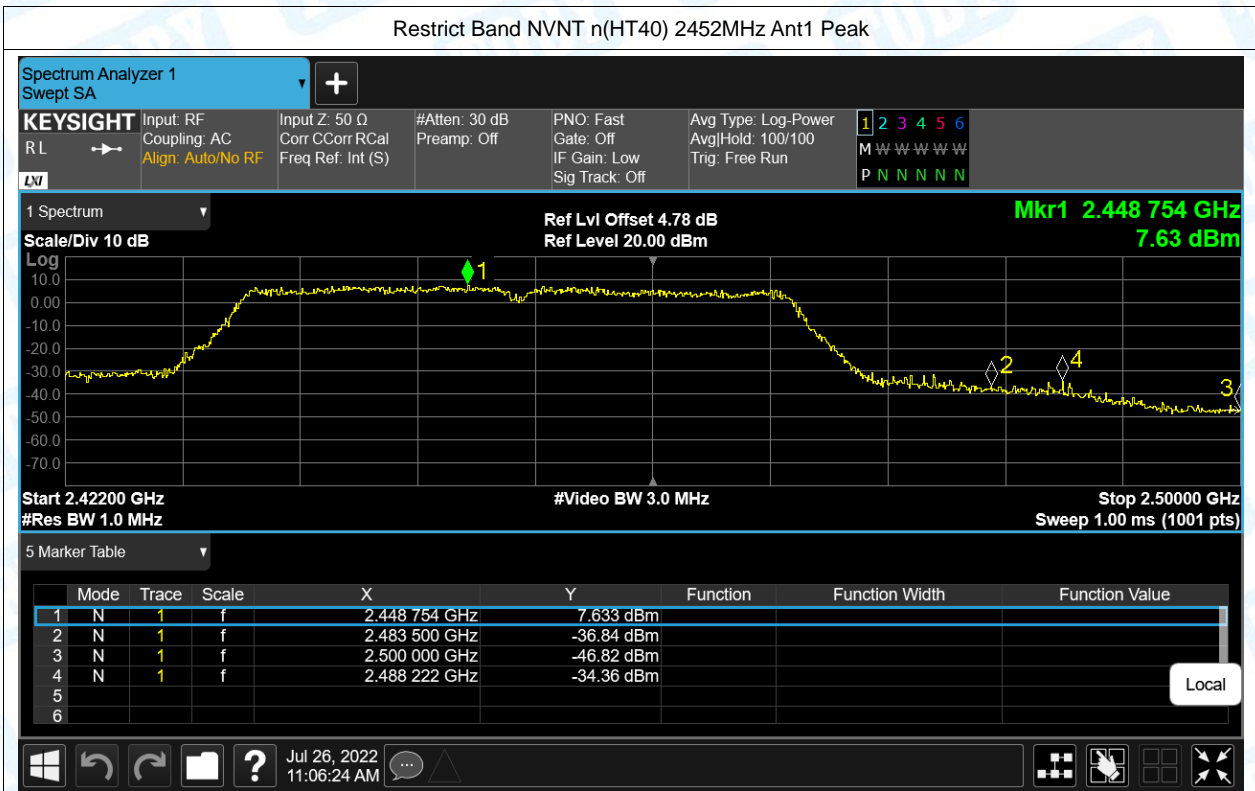 Restrict Band NVNT n(HT40) 2452MHz Ant1 Peak
Spectrum Analyzer 1
Swept SA
KEYSIGHT
RL
LXI
Input: RF
Coupling: AC
Align: Auto/No RF
Input Z: 50 Ω
Corr CCorr RCal
Freq Ref: Int (S)
#Atten: 30 dB
Preamp: Off
PNO: Fast
Gate: Off
IF Gain: Low
Sig Track: Off
Avg Type: Log-Power
Avg|Hold: 100/100
Trig: Free Run
1 2 3 4 5 6
M W W W W W
P N N N N N
1 Spectrum
Scale/Div 10 dB
Ref Lvl Offset 4.78 dB
Ref Level 20.00 dBm
Mkr1 2.448 754 GHz
7.63 dBm
Log
10.0
0.00
-10.0
-20.0
-30.0
-40.0
-50.0
-60.0
-70.0
1
2
4
3
Start 2.42200 GHz
#Video BW 3.0 MHz
Stop 2.50000 GHz
#Res BW 1.0 MHz
Sweep 1.00 ms (1001 pts)
5 Marker Table
Mode Trace Scale X Y Function Function Width Function Value
1 N 1 f 2.448 754 GHz 7.633 dBm
2 N 1 f 2.483 500 GHz -36.84 dBm
3 N 1 f 2.500 000 GHz -46.82 dBm
4 N 1 f 2.488 222 GHz -34.36 dBm
5
6
Local
?
Jul 26, 2022
11:06:24 AM